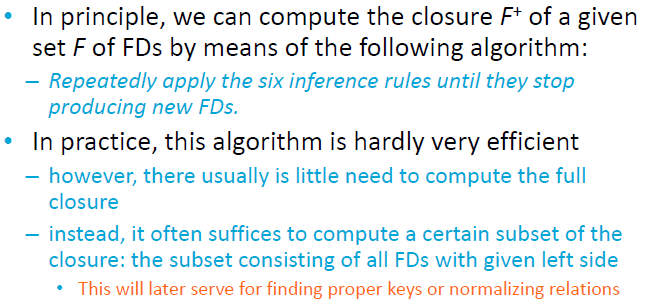 • In principle, we can compute the closure F⁺ of a given
set F of FDs by means of the following algorithm:
– Repeatedly apply the six inference rules until they stop
producing new FDs.
• In practice, this algorithm is hardly very efficient
– however, there usually is little need to compute the full
closure
– instead, it often suffices to compute a certain subset of the
closure: the subset consisting of all FDs with given left side
• This will later serve for finding proper keys or normalizing relations